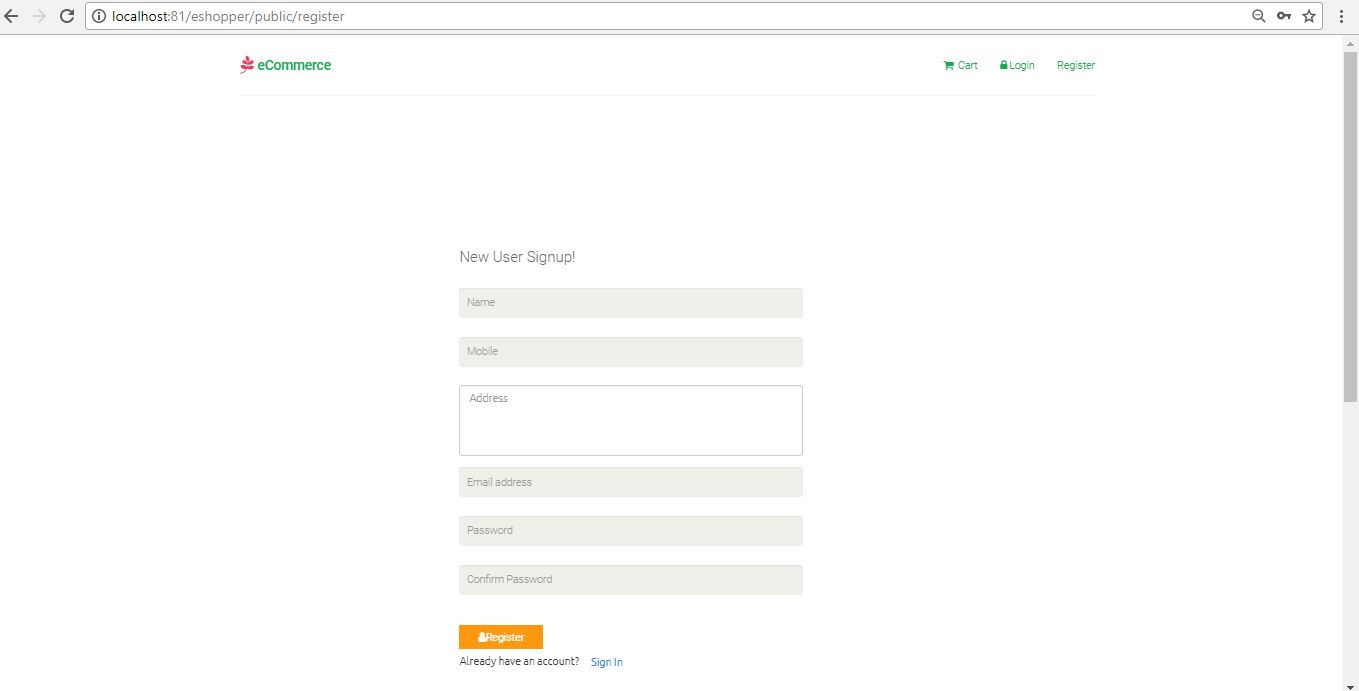 localhost:81/eshopper/public/register
eCommerce Cart Login Register
New User Signup!
Name
Mobile
Address
Email address
Password
Confirm Password
Register
Already have an account? Sign In